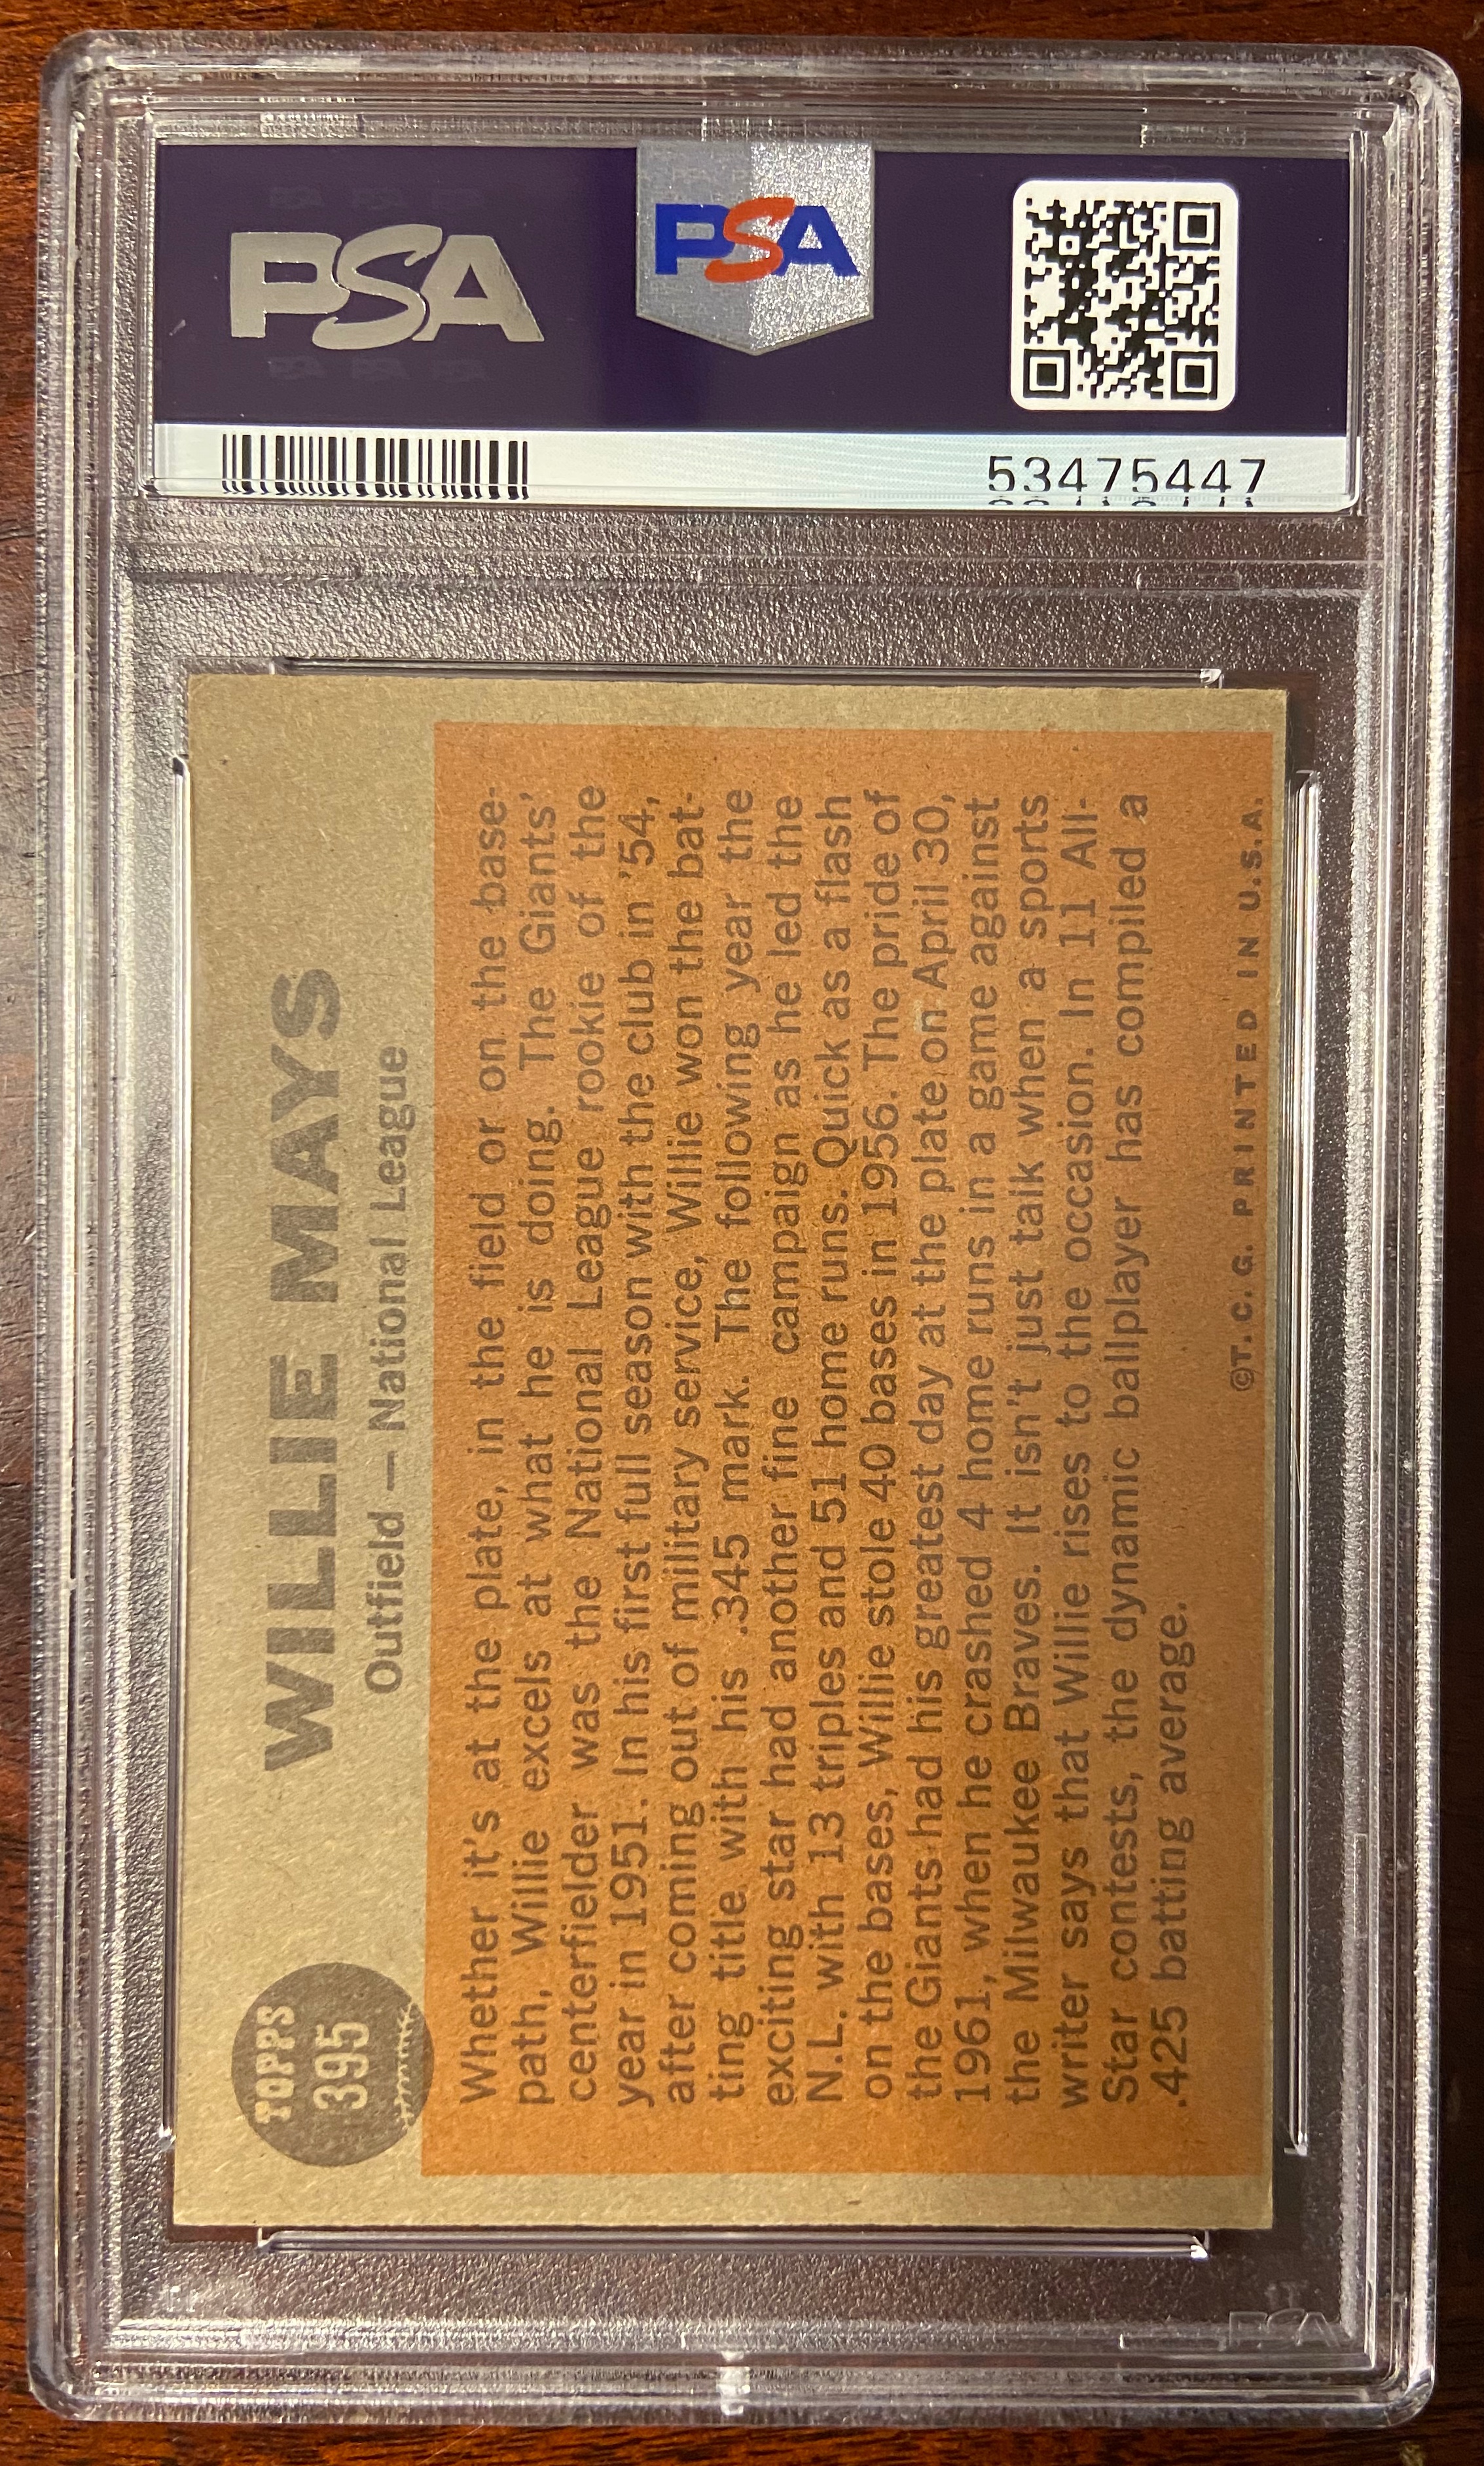 PSA
PSA
53475447
TOPPS
395
WILLIE MAYS
Outfield — National League
Whether it's at the plate, in the field or on the base-
path, Willie excels at what he is doing. The Giants'
centerfielder was the National League rookie of the
year in 1951. In his first full season with the club in '54,
after coming out of military service, Willie won the bat-
ting title with his .345 mark. The following year the
exciting star had another fine campaign as he led the
N.L. with 13 triples and 51 home runs. Quick as a flash
on the bases, Willie stole 40 bases in 1956. The pride of
the Giants had his greatest day at the plate on April 30,
1961, when he crashed 4 home runs in a game against
the Milwaukee Braves. It isn't just talk when a sports
writer says that Willie rises to the occasion. In 11 All-
Star contests, the dynamic ballplayer has compiled a
.425 batting average.
©T. C. G. PRINTED IN U.S.A.
PSA